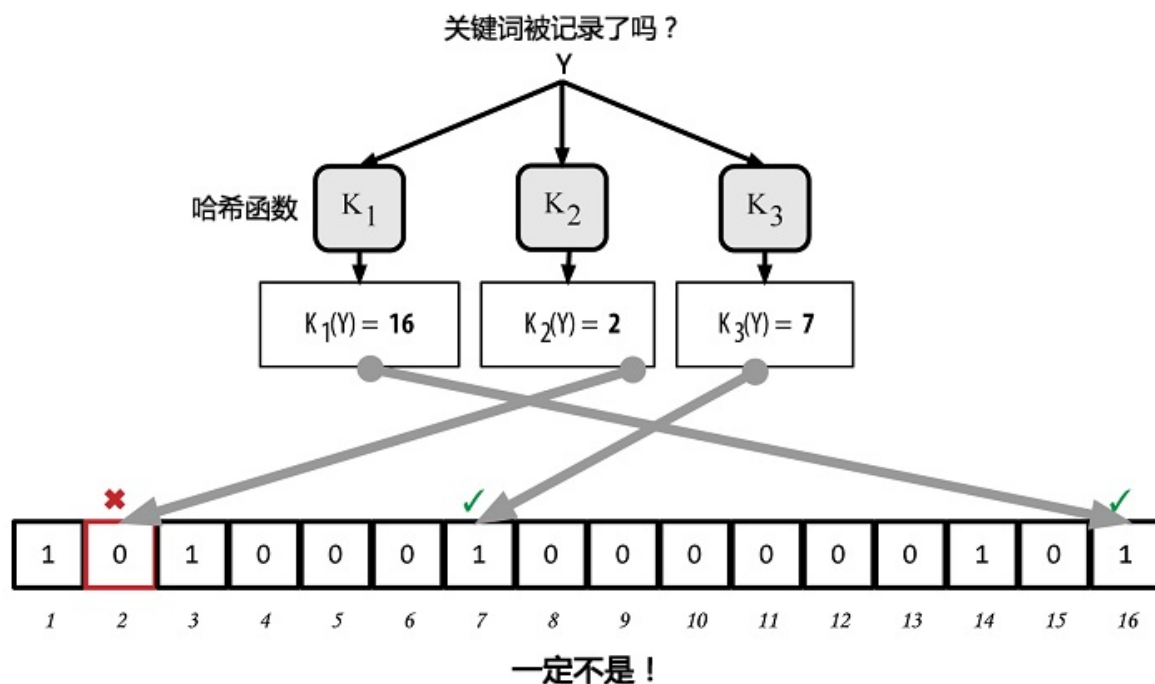 关键词被记录了吗？
Y
哈希函数 K1 K2 K3
K1(Y) = 16 K2(Y) = 2 K3(Y) = 7
✖ ✓ ✓
1 0 1 0 0 0 1 0 0 0 0 0 0 1 0 1
1 2 3 4 5 6 7 8 9 10 11 12 13 14 15 16
一定不是！